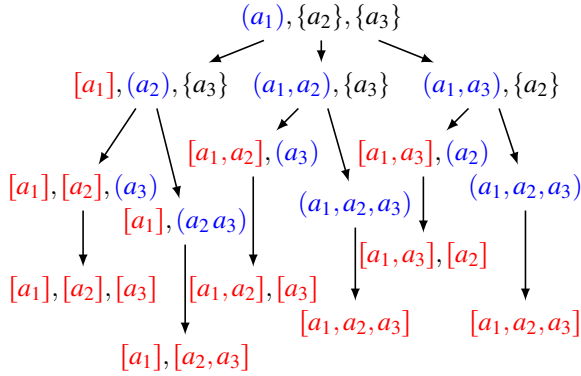 (a₁),{a₂},{a₃}
[a₁],(a₂),{a₃} (a₁,a₂),{a₃} (a₁,a₃),{a₂}
[a₁,a₂],(a₃) [a₁,a₃],(a₂)
[a₁],[a₂],(a₃) (a₁,a₂,a₃)
[a₁],(a₂ a₃) (a₁,a₂,a₃)
[a₁,a₃],[a₂]
[a₁],[a₂],[a₃] [a₁,a₂],[a₃]
[a₁,a₂,a₃] [a₁,a₂,a₃]
[a₁],[a₂,a₃]